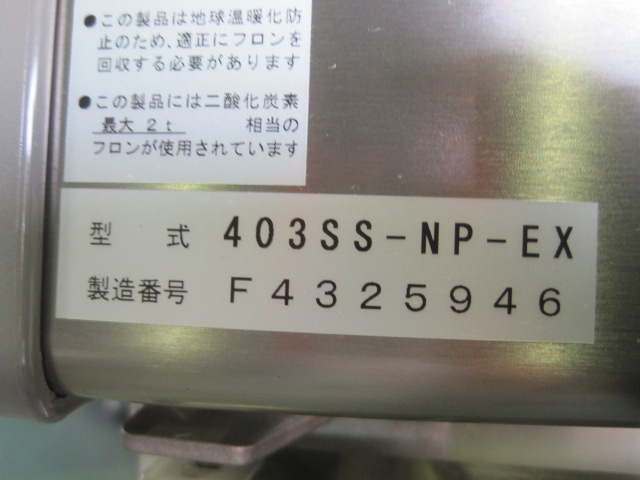 ●この製品は地球温暖化防
止のため、適正にフロンを
回収する必要があります
●この製品には二酸化炭素
最大 2t 相当の
フロンが使用されています
型 式 403SS-NP-EX
製造番号 F4325946